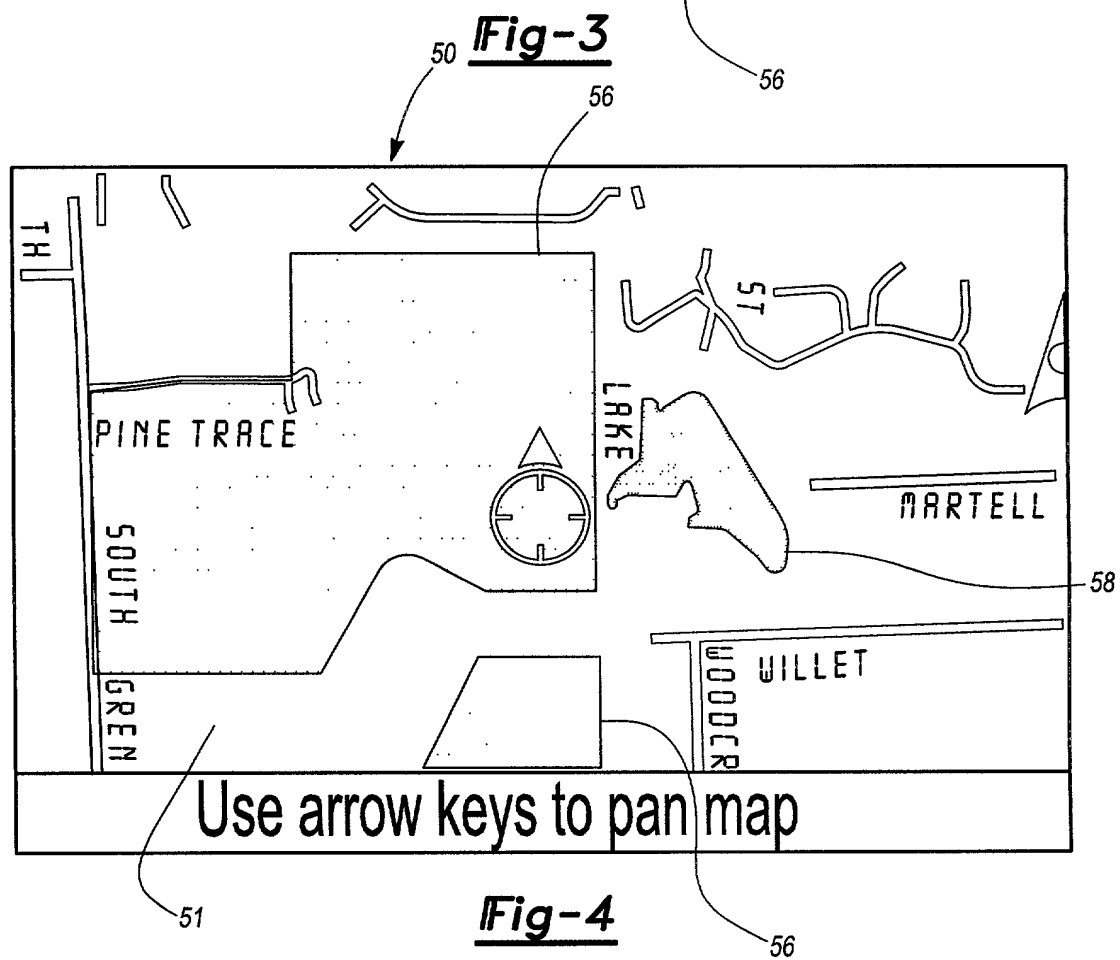 Fig-3
56
50
56
TH
ST
LAKE
PINE TRACE
MARTELL
SOUTH
58
WILLET
WOODCR
GREN
Use arrow keys to pan map
51
Fig-4
56